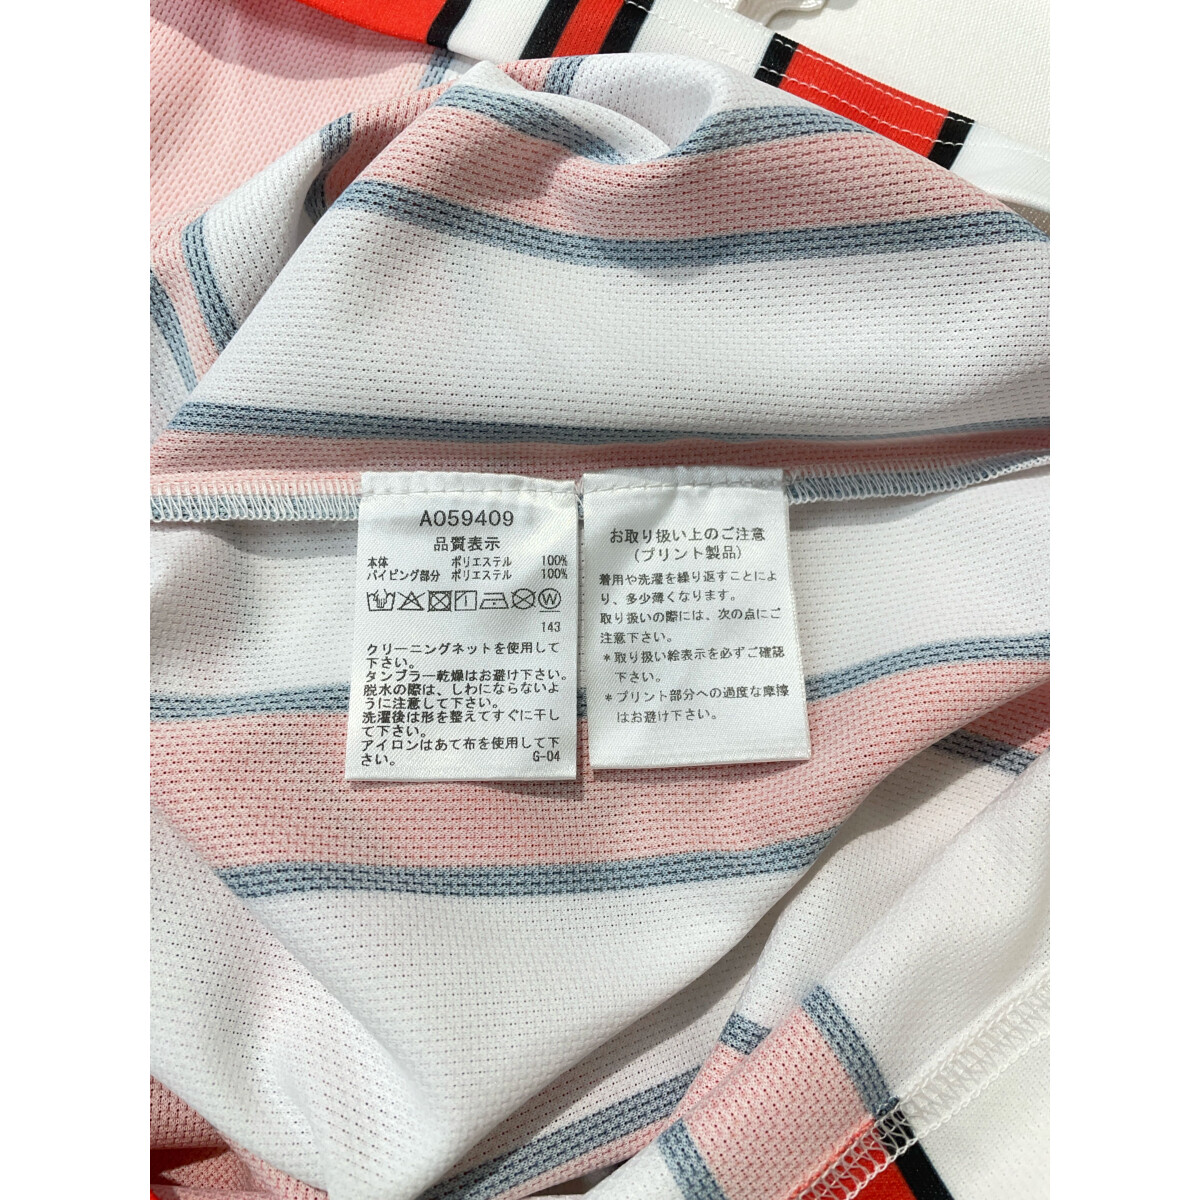 A059409
品質表示
本体 ポリエステル 100%
パイピング部分 ポリエステル 100%
W
143
クリーニングネットを使用して
下さい。
タンブラー乾燥はお避け下さい。
脱水の際は、しわにならないよ
うに注意して下さい。
洗濯後は形を整えてすぐに干し
て下さい。
アイロンはあて布を使用して下
さい。 G-04
お取り扱い上のご注意
(プリント製品)
着用や洗濯を繰り返すことによ
り、多少薄くなります。
取り扱いの際には、次の点にご
注意下さい。
*取り扱い絵表示を必ずご確認
下さい。
*プリント部分への過度な摩擦
はお避け下さい。